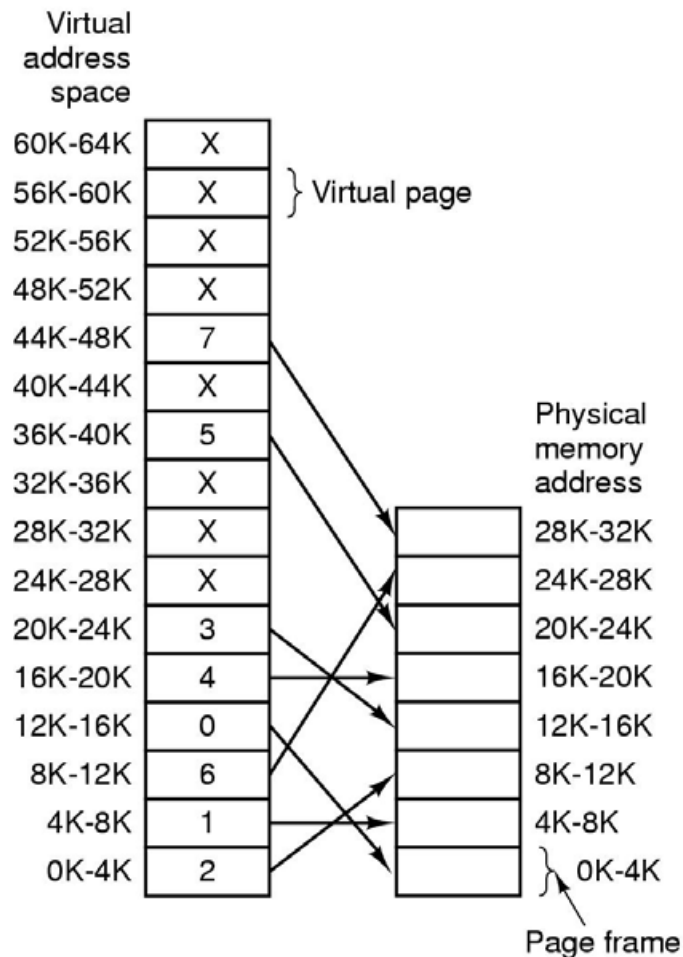 Virtual
address
space
60K-64K X
56K-60K X Virtual page
52K-56K X
48K-52K X
44K-48K 7
40K-44K X
36K-40K 5
32K-36K X
28K-32K X
24K-28K X
20K-24K 3
16K-20K 4
12K-16K 0
8K-12K 6
4K-8K 1
0K-4K 2
Physical
memory
address
28K-32K
24K-28K
20K-24K
16K-20K
12K-16K
8K-12K
4K-8K
0K-4K
Page frame